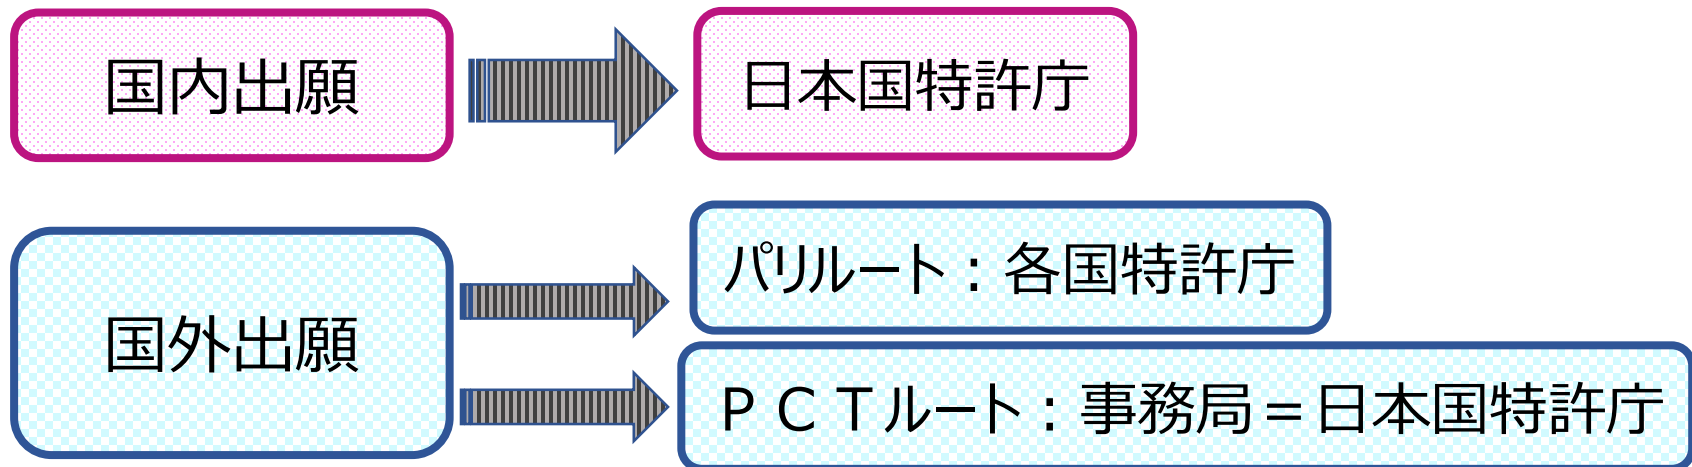 国内出願
日本国特許庁
国外出願
パリルート：各国特許庁
ＰＣＴルート：事務局＝日本国特許庁